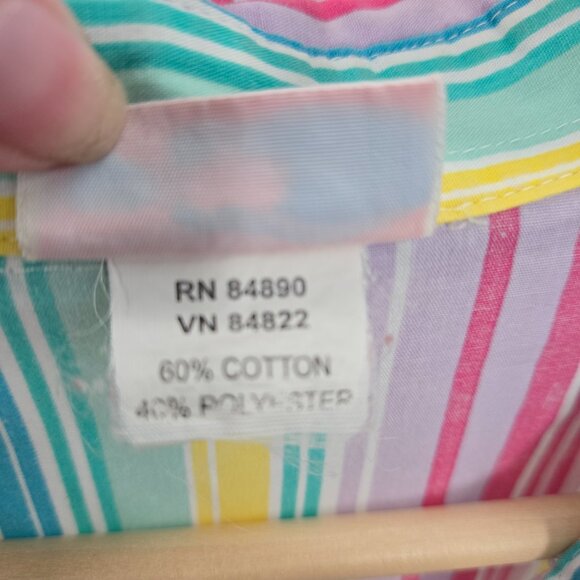 RN 84890
VN 84822
60% COTTON
40% POLYESTER